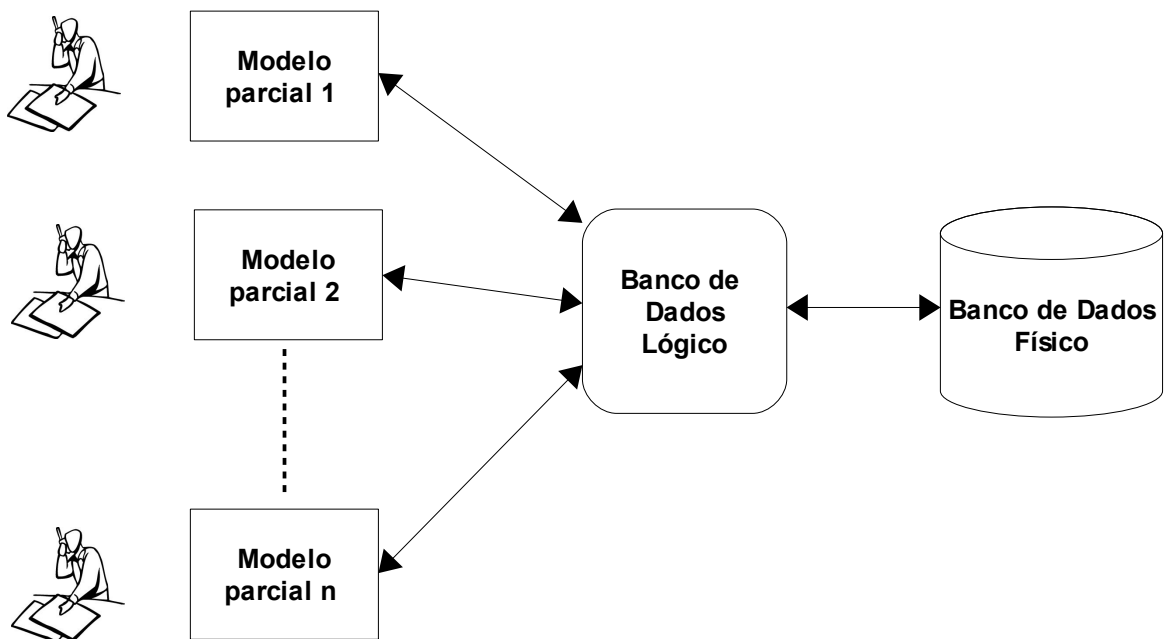 Modelo
parcial 1
Modelo
parcial 2
Banco de
Dados
Lógico
Banco de Dados
Físico
Modelo
parcial n